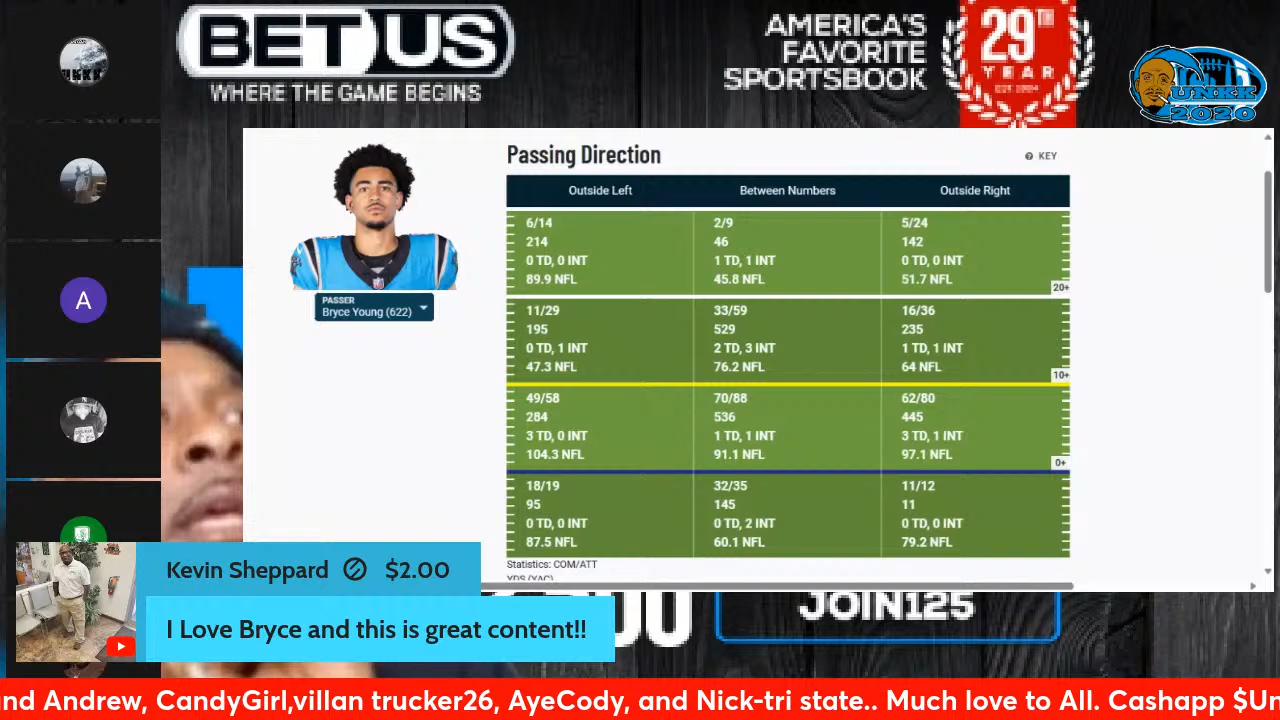 BETUS
WHERE THE GAME BEGINS
AMERICA'S
FAVORITE
SPORTSBOOK
29TH
YEAR
UNKK
2020
Passing Direction
KEY
Outside Left Between Numbers Outside Right
6/14 2/9 5/24
214 46 142
0 TD, 0 INT 1 TD, 1 INT 0 TD, 0 INT
89.9 NFL 45.8 NFL 51.7 NFL
20+
PASSER
Bryce Young (622)
11/29 33/59 16/36
195 529 235
0 TD, 1 INT 2 TD, 3 INT 1 TD, 1 INT
47.3 NFL 76.2 NFL 64 NFL
10+
49/58 70/88 62/80
284 536 445
3 TD, 0 INT 1 TD, 1 INT 3 TD, 1 INT
104.3 NFL 91.1 NFL 97.1 NFL
0+
18/19 32/35 11/12
95 145 11
0 TD, 0 INT 0 TD, 2 INT 0 TD, 0 INT
87.5 NFL 60.1 NFL 79.2 NFL
Statistics: COM/ATT
YDS (YAC)
A
Kevin Sheppard $2.00
I Love Bryce and this is great content!!
JOIN125
nd Andrew, CandyGirl,villan trucker26, AyeCody, and Nick-tri state.. Much love to All. Cashapp $Un